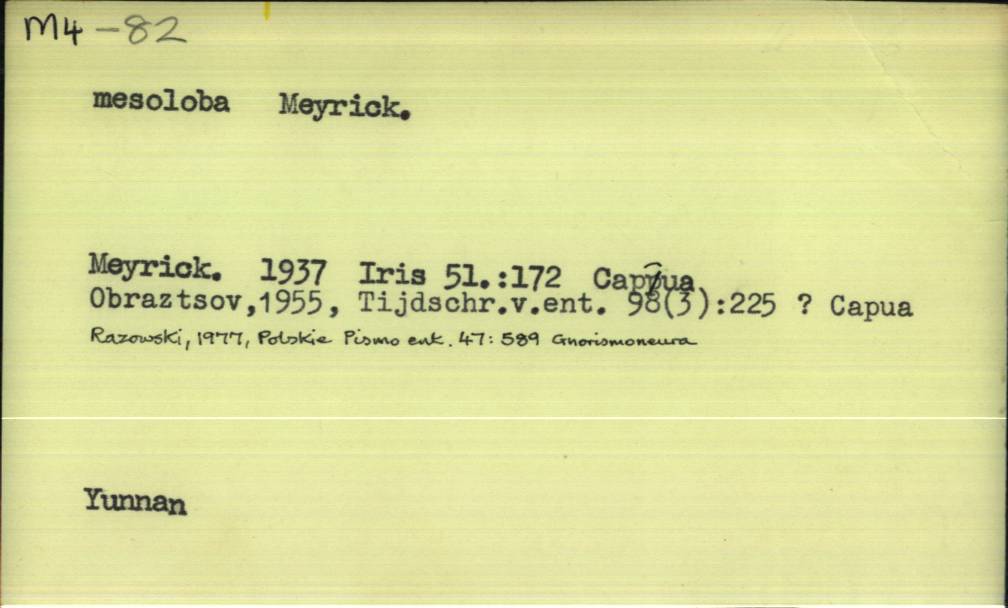 M4-82
mesoloba Meyrick.
Meyrick. 1937 Iris 51.:172 Capua
Obraztsov,1955, Tijdschr.v.ent. 98(3):225 ? Capua
Razowski, 1977, Polskie Pismo ent. 47: 589 Gnorismoneura
Yunnan